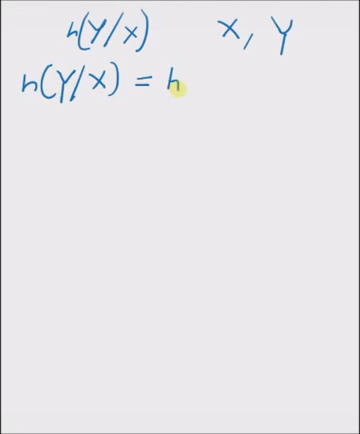 h(Y/X) X, Y
h(Y/X) = h